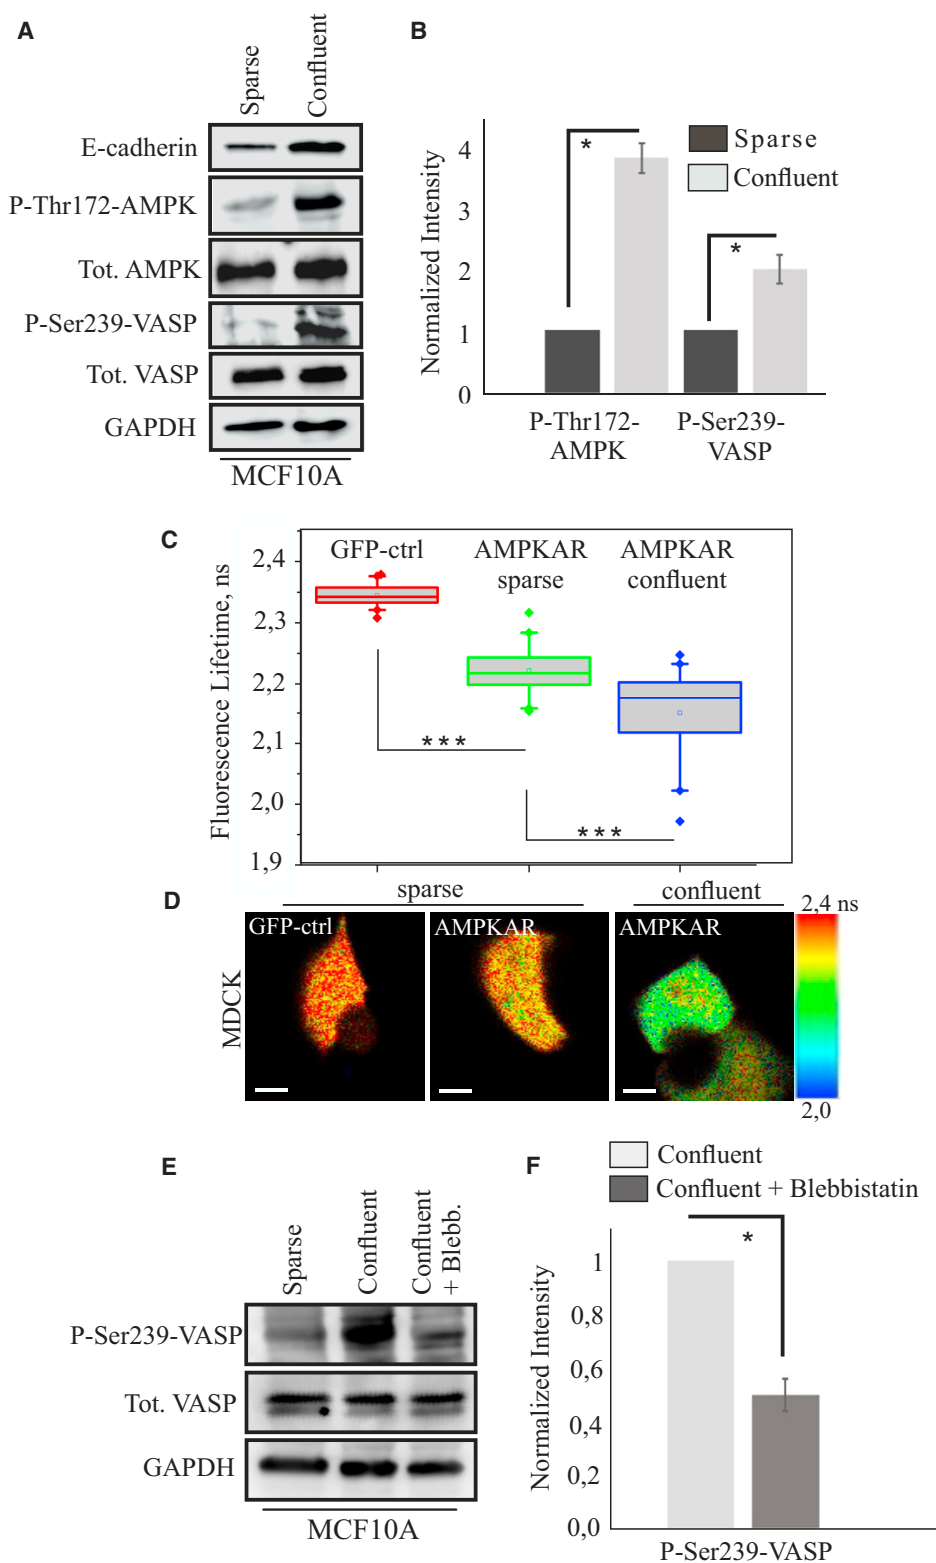 A
Sparse
Confluent
E-cadherin
P-Thr172-AMPK
Tot. AMPK
P-Ser239-VASP
Tot. VASP
GAPDH
MCF10A
B
Normalized Intensity
4
3
2
1
0
*
*
Sparse
Confluent
P-Thr172-
AMPK
P-Ser239-
VASP
C
Fluorescence Lifetime, ns
2,4
2,3
2,2
2,1
2,0
1,9
GFP-ctrl
AMPKAR
sparse
AMPKAR
confluent
***
***
D
sparse
confluent
MDCK
GFP-ctrl
AMPKAR
AMPKAR
2,4 ns
2,0
E
Sparse
Confluent
Confluent
+ Blebb.
P-Ser239-VASP
Tot. VASP
GAPDH
MCF10A
F
Confluent
Confluent + Blebbistatin
Normalized Intensity
1
0,8
0,6
0,4
0,2
0,0
*
P-Ser239-VASP